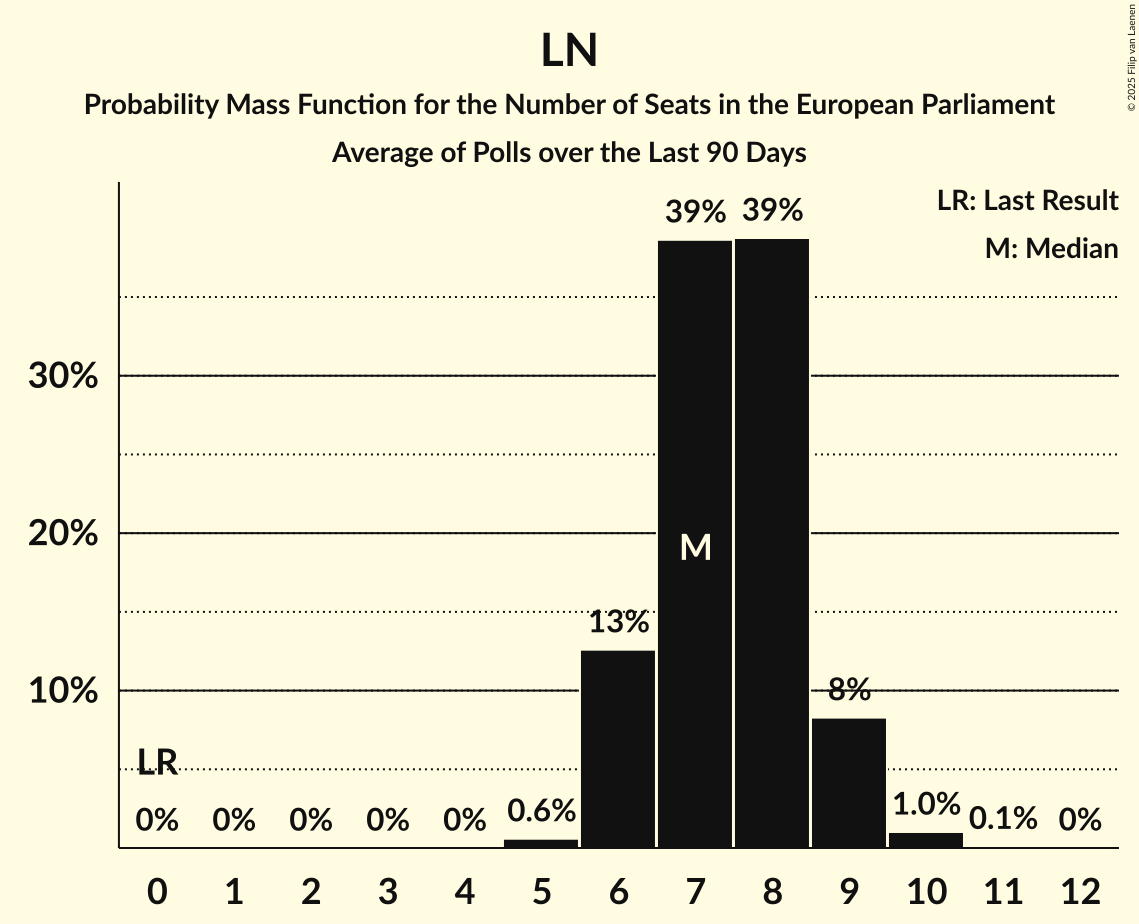 LN
Probability Mass Function for the Number of Seats in the European Parliament
Average of Polls over the Last 90 Days
© 2025 Filip van Laenen
LR: Last Result
M: Median
39% 39%
30%
20%
M
13%
10%
8%
LR
0% 0% 0% 0% 0% 0.6% 1.0% 0.1% 0%
0 1 2 3 4 5 6 7 8 9 10 11 12